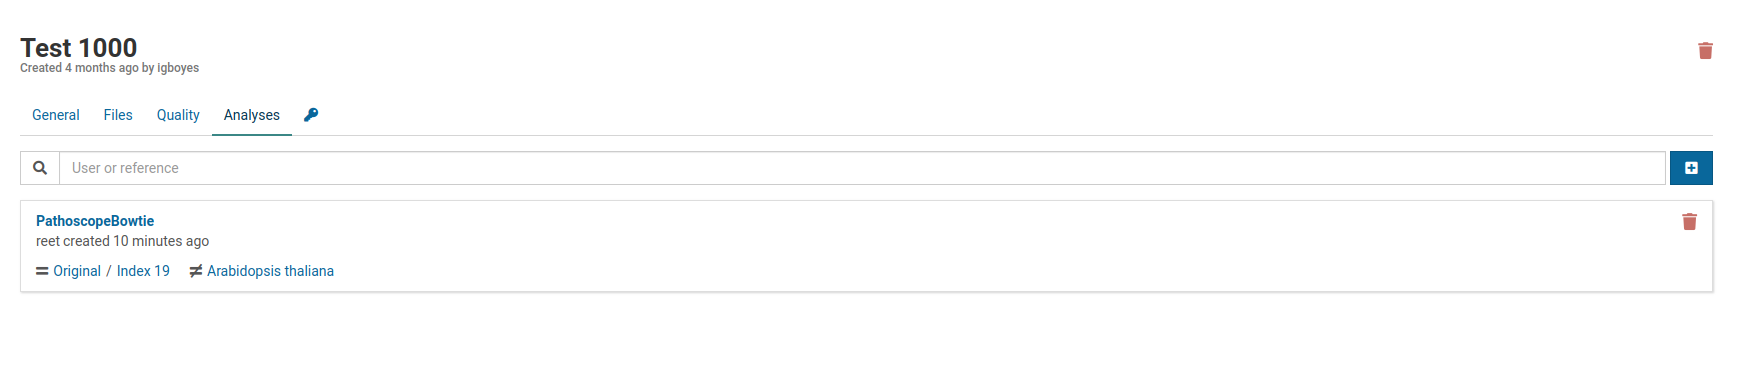 Test 1000
Created 4 months ago by igboyes
General Files Quality Analyses
User or reference
PathoscopeBowtie
reet created 10 minutes ago
Original / Index 19 Arabidopsis thaliana